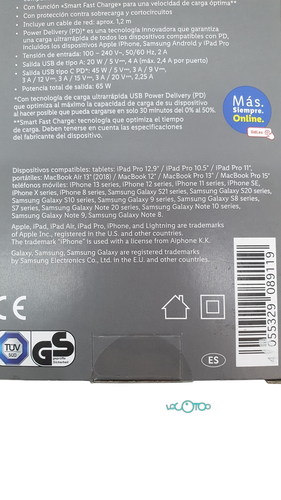 • Con función «Smart Fast Charge» para una velocidad de carga óptima**
• Con protección contra sobrecarga y cortocircuitos
• Incluye un cable de red: aprox. 1,2 m
• Power Delivery (PD)* es una tecnología innovadora que garantiza
una carga ultrarrápida de todos los dispositivos compatibles con PD,
incluidos los dispositivos Apple iPhone, Samsung Android y iPad Pro
• Tensión de entrada: 100 - 240 V~, 50/60 Hz, 2 A
• Salida USB de tipo A: 20 W / 5 V⎓, 4 A (máx. 2,4 A por puerto)
• Salida USB tipo C PD*: 45 W / 5 V⎓, 3 A / 9 V⎓,
3 A / 12 V⎓, 3 A / 15 V⎓, 3 A / 20 V⎓, 2,25 A
• Potencia total de salida: 65 W
*Con tecnología de carga ultrarrápida USB Power Delivery (PD)
que optimiza al máximo la capacidad de carga de su dispositivo
al hacer posible que pueda cargarse en solo 30 minutos del 0% al 50%.
**Smart Fast Charge: tecnología que optimiza el tiempo
de carga. Deben tenerse en cuenta las especificaciones
del fabricante del dispositivo.
Más.
Siempre.
Online.
lidl.es
Dispositivos compatibles: tablets: iPad Pro 12,9" / iPad Pro 10,5" / iPad Pro 11",
portátiles: MacBook Air 13" (2018) / MacBook 12" / MacBook Pro 13" / MacBook Pro 15"
teléfonos móviles: iPhone 13 series, iPhone 12 series, iPhone 11 series, iPhone SE,
iPhone X series, iPhone 8 series, Samsung Galaxy S21 series, Samsung Galaxy S20 series,
Samsung Galaxy S10 series, Samsung Galaxy 9 series, Samsung Galaxy S8 series,
S7 series, Samsung Galaxy Note 20 series, Samsung Galaxy Note 10 series,
Samsung Galaxy Note 9, Samsung Galaxy Note 8.
Apple, iPad, iPad Air, iPad Pro, iPhone, and Lightning are trademarks
of Apple Inc., registered in the U.S. and other countries.
The trademark "iPhone" is used with a license from Aiphone K.K.
Galaxy, Samsung, Samsung Galaxy are registered trademarks
by Samsung Electronics Co., Ltd. in the E.U. and other countries.
CE
TÜV
SÜD
GS
geprüfte
Sicherheit
ES
4 055329 089119
LOCOTOO